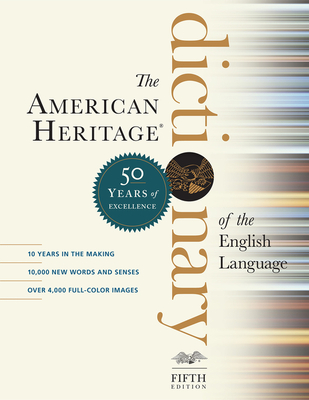 The
AMERICAN
HERITAGE®
dictionary
50
YEARS of
EXCELLENCE
of the
English
Language
10 YEARS IN THE MAKING
10,000 NEW WORDS AND SENSES
OVER 4,000 FULL-COLOR IMAGES
FIFTH
EDITION